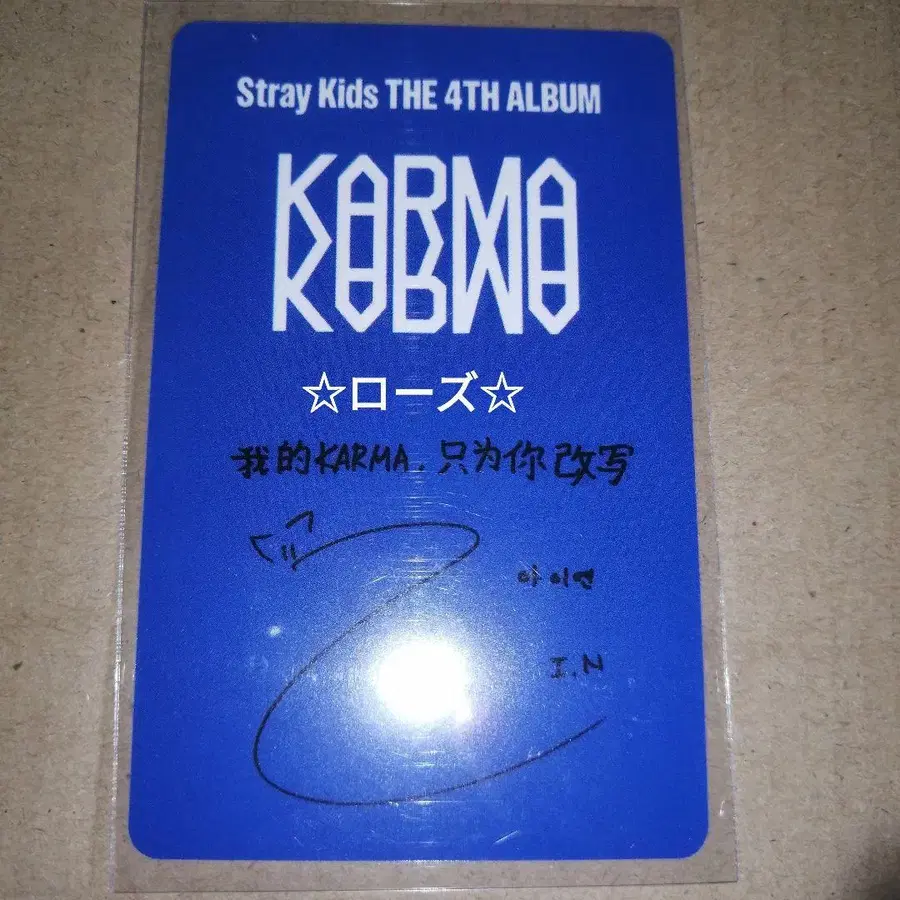 Stray Kids THE 4TH ALBUM
KARMA
KARMA
☆ローズ☆
我的KARMA.只为你改写
아이엔
I.N